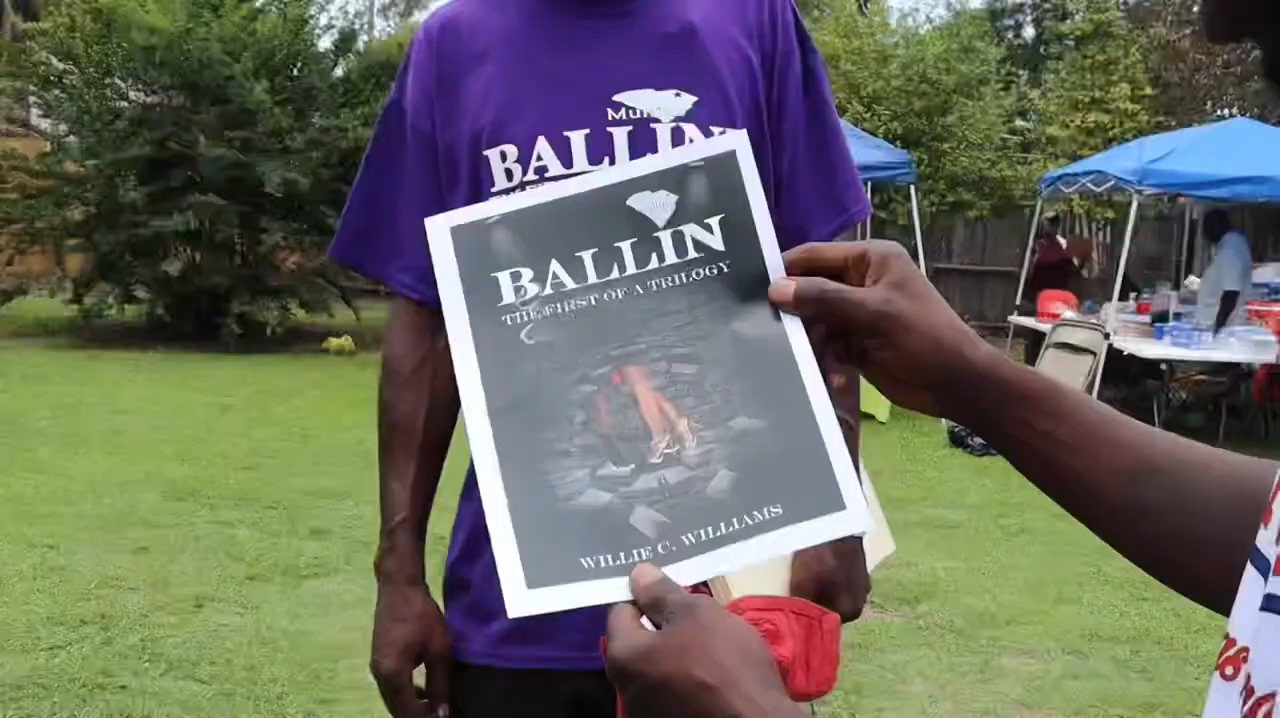 BALLIN
BALLIN
THE FIRST OF A TRILOGY
WILLIE C. WILLIAMS